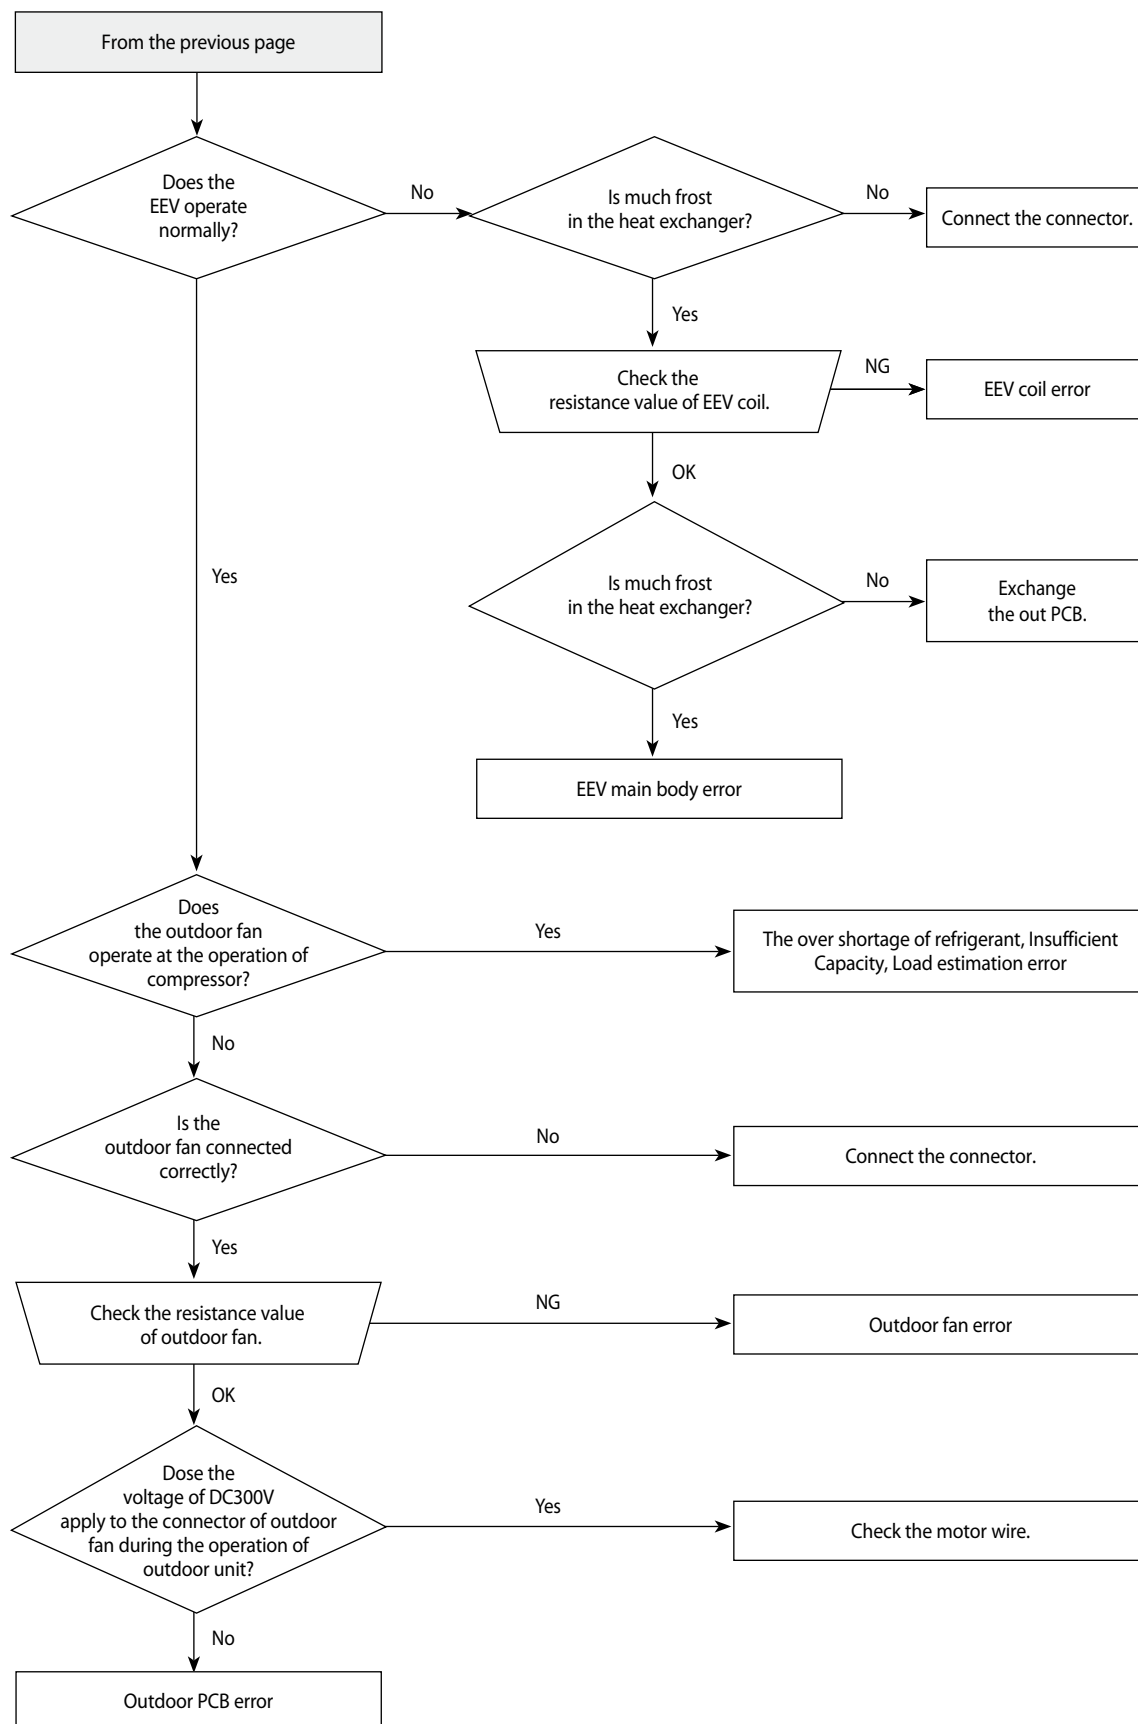 From the previous page
Does the
EEV operate
normally?
No
Is much frost
in the heat exchanger?
No
Connect the connector.
Yes
Check the
resistance value of EEV coil.
NG
EEV coil error
OK
Yes
Is much frost
in the heat exchanger?
No
Exchange
the out PCB.
Yes
EEV main body error
Does
the outdoor fan
operate at the operation of
compressor?
Yes
The over shortage of refrigerant, Insufficient
Capacity, Load estimation error
No
Is the
outdoor fan connected
correctly?
No
Connect the connector.
Yes
Check the resistance value
of outdoor fan.
NG
Outdoor fan error
OK
Dose the
voltage of DC300V
apply to the connector of outdoor
fan during the operation of
outdoor unit?
Yes
Check the motor wire.
No
Outdoor PCB error